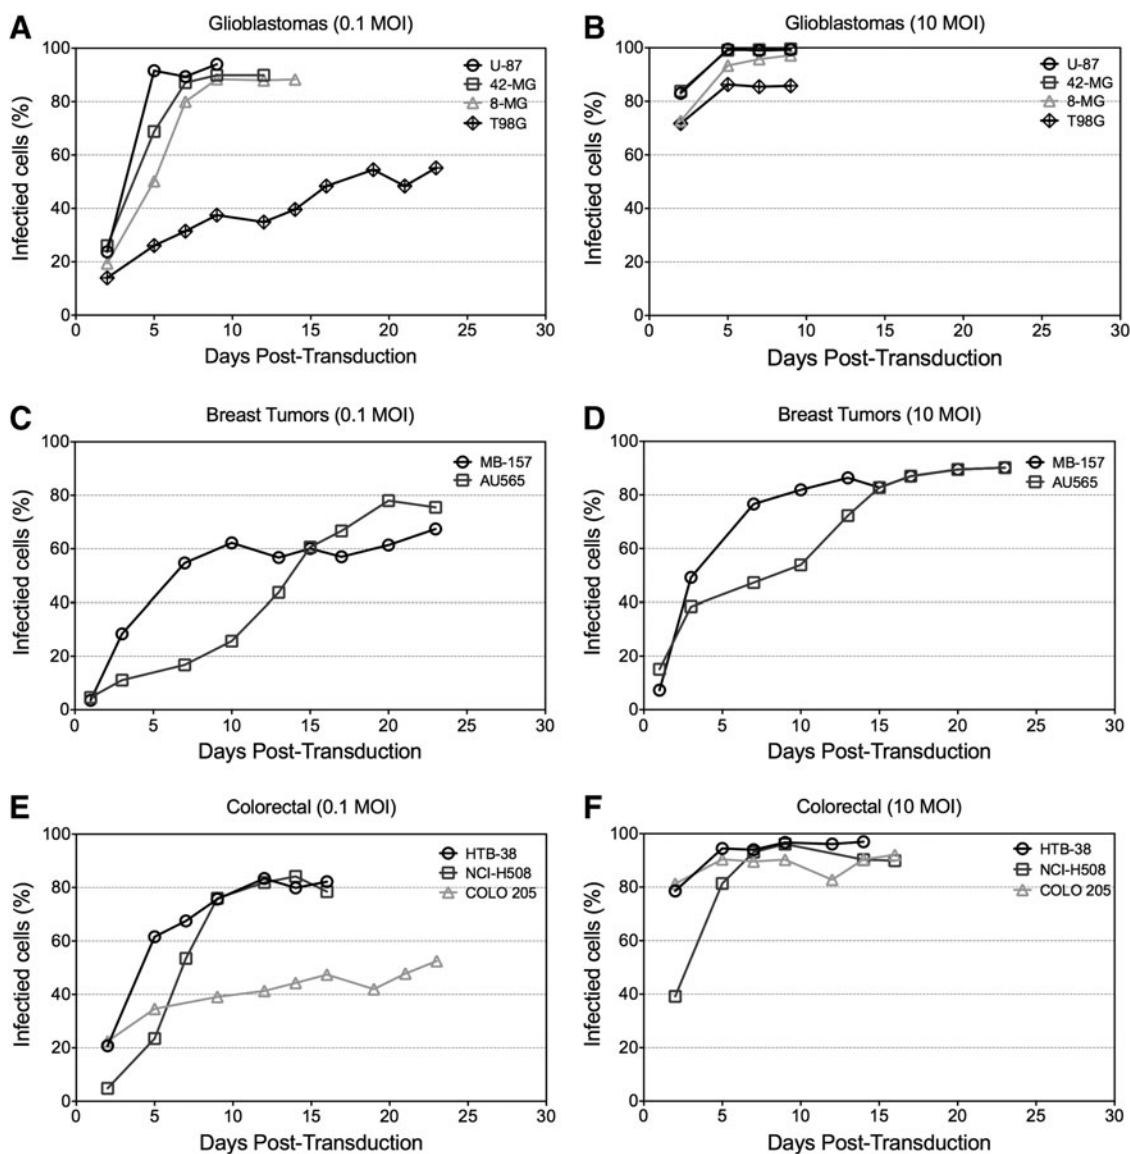 A
Glioblastomas (0.1 MOI)
Infectied cells (%)
100
80
60
40
20
0
U-87
42-MG
8-MG
T98G
0 5 10 15 20 25 30
Days Post-Transduction
B
Glioblastomas (10 MOI)
Infectied cells (%)
100
80
60
40
20
0
U-87
42-MG
8-MG
T98G
0 5 10 15 20 25 30
Days Post-Transduction
C
Breast Tumors (0.1 MOI)
Infectied cells (%)
100
80
60
40
20
0
MB-157
AU565
0 5 10 15 20 25 30
Days Post-Transduction
D
Breast Tumors (10 MOI)
Infectied cells (%)
100
80
60
40
20
0
MB-157
AU565
0 5 10 15 20 25 30
Days Post-Transduction
E
Colorectal (0.1 MOI)
Infectied cells (%)
100
80
60
40
20
0
HTB-38
NCI-H508
COLO 205
0 5 10 15 20 25 30
Days Post-Transduction
F
Colorectal (10 MOI)
Infectied cells (%)
100
80
60
40
20
0
HTB-38
NCI-H508
COLO 205
0 5 10 15 20 25 30
Days Post-Transduction